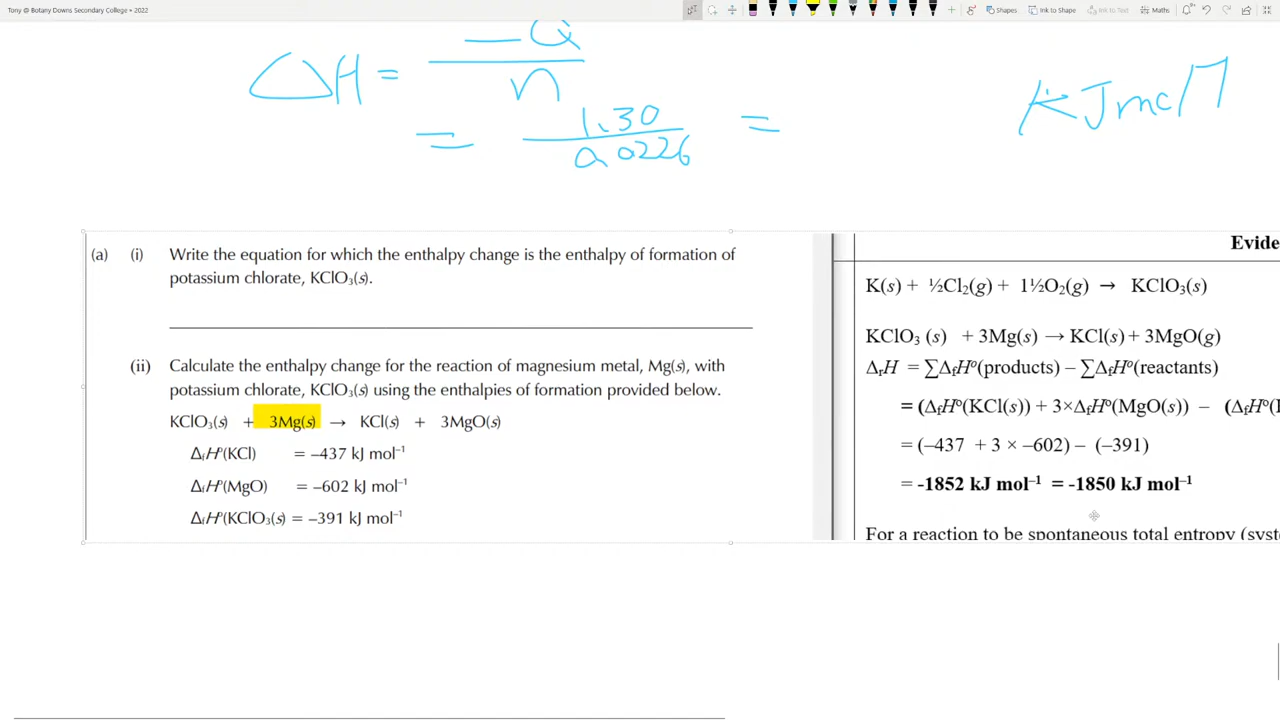 Tony @ Botany Downs Secondary College • 2022
Shapes Ink to Shape Ink to Text Maths
ΔH = —Q
n
= 1.30 =
0.0226
KJmol
(a) (i) Write the equation for which the enthalpy change is the enthalpy of formation of
potassium chlorate, KClO₃(s).
(ii) Calculate the enthalpy change for the reaction of magnesium metal, Mg(s), with
potassium chlorate, KClO₃(s) using the enthalpies of formation provided below.
KClO₃(s) + 3Mg(s) → KCl(s) + 3MgO(s)
ΔfH°(KCl) = –437 kJ mol⁻¹
ΔfH°(MgO) = –602 kJ mol⁻¹
ΔfH°(KClO₃(s) = –391 kJ mol⁻¹
Evide
K(s) + ½Cl₂(g) + 1½O₂(g) → KClO₃(s)
KClO₃ (s) + 3Mg(s) → KCl(s) + 3MgO(g)
ΔrH = ∑ΔfH°(products) – ∑ΔfH°(reactants)
= (ΔfH°(KCl(s)) + 3×ΔfH°(MgO(s)) – (ΔfH°(K
= (–437 + 3 × –602) – (–391)
= -1852 kJ mol⁻¹ = -1850 kJ mol⁻¹
For a reaction to be spontaneous total entropy (syst